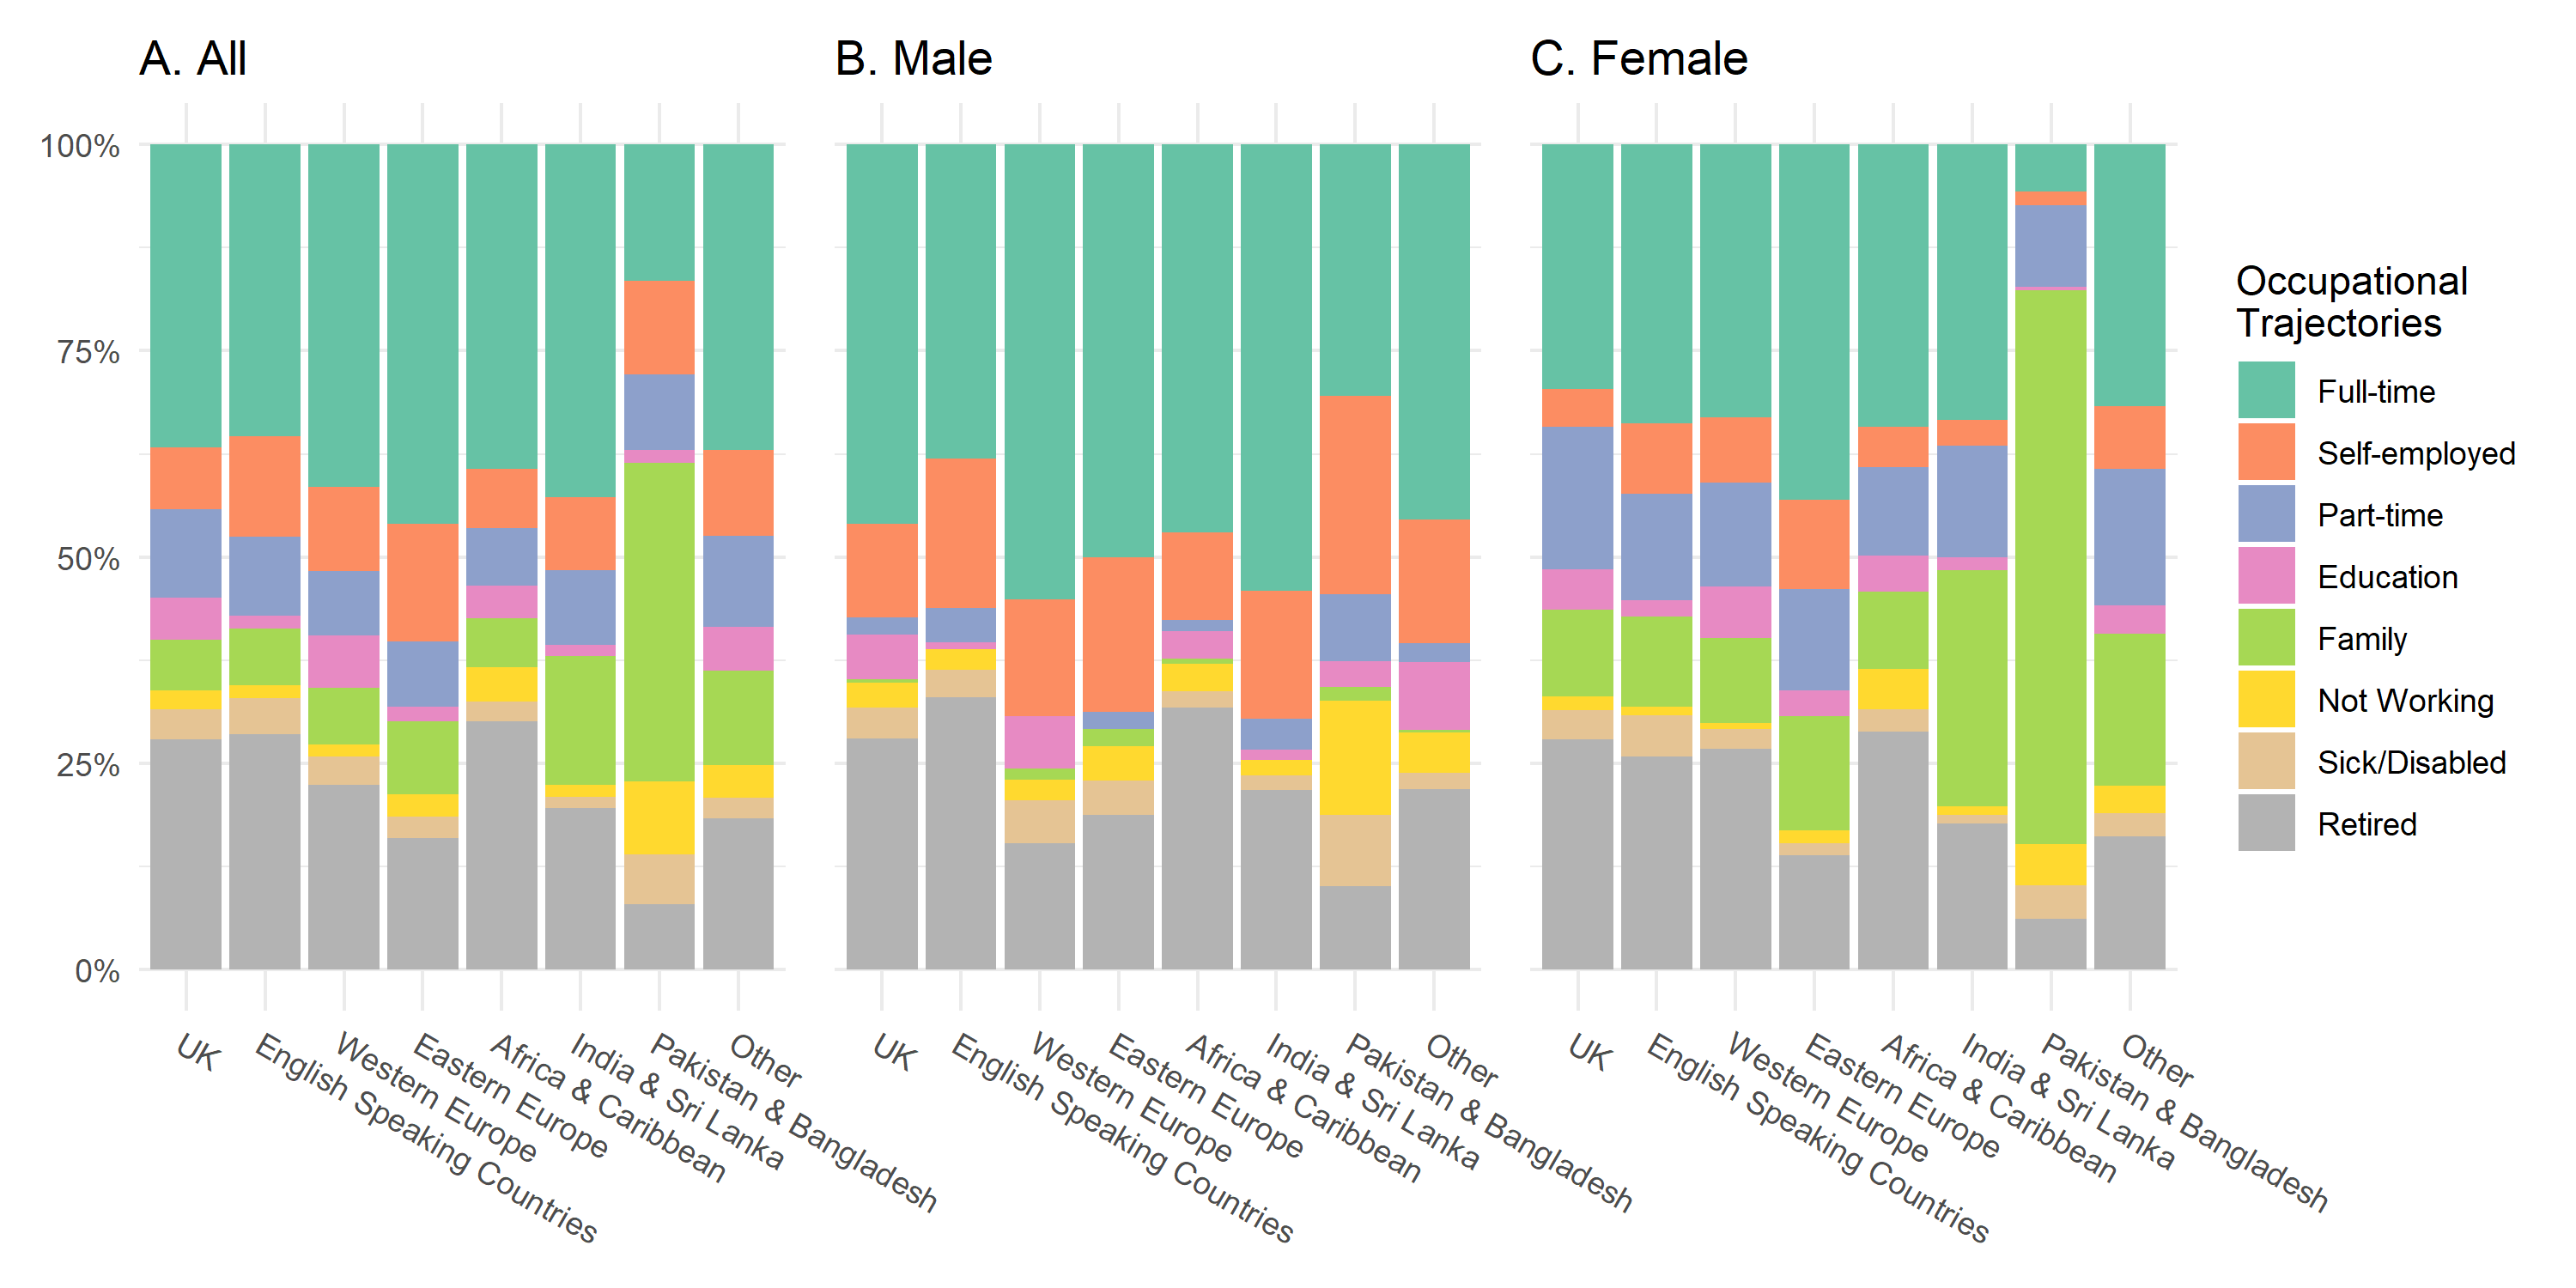 A. All
B. Male
C. Female
100%
75%
50%
25%
0%
UK
English Speaking Countries
Western Europe
Eastern Europe
Africa & Caribbean
India & Sri Lanka
Pakistan & Bangladesh
Other
UK
English Speaking Countries
Western Europe
Eastern Europe
Africa & Caribbean
India & Sri Lanka
Pakistan & Bangladesh
Other
UK
English Speaking Countries
Western Europe
Eastern Europe
Africa & Caribbean
India & Sri Lanka
Pakistan & Bangladesh
Other
Occupational
Trajectories
Full-time
Self-employed
Part-time
Education
Family
Not Working
Sick/Disabled
Retired